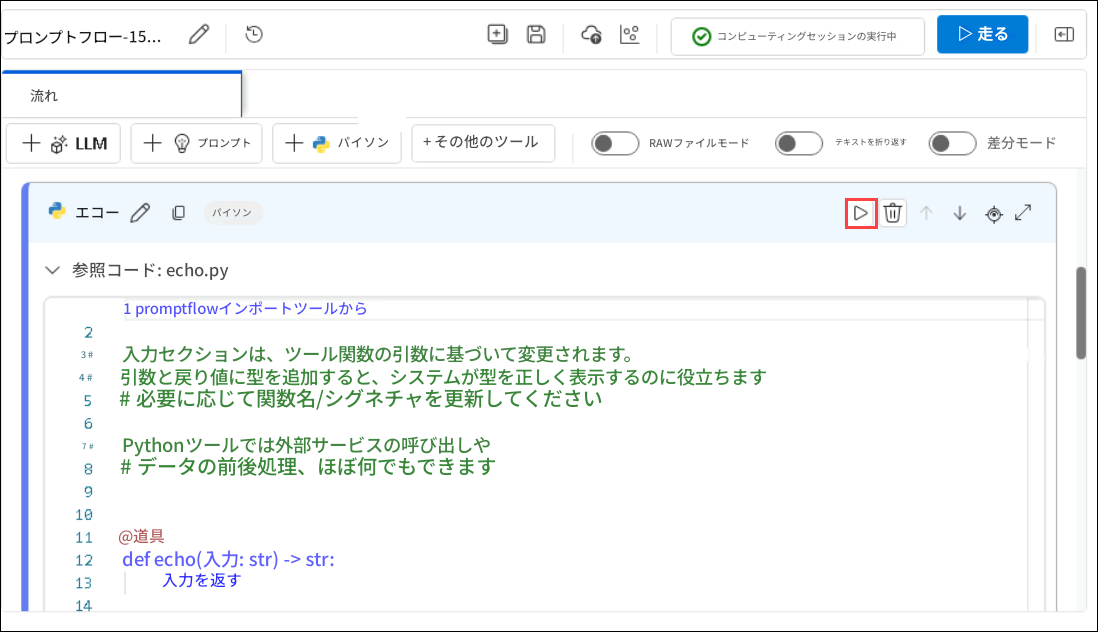 プロンプトフロー-15...
コンピューティングセッションの実行中
走る
流れ
LLM
プロンプト
パイソン
+その他のツール
RAWファイルモード
テキストを折り返す
差分モード
エコー
パイソン
参照コード: echo.py
1 promptflowインポートツールから
2
3 # 入力セクションは、ツール関数の引数に基づいて変更されます。
4 # 引数と戻り値に型を追加すると、システムが型を正しく表示するのに役立ちます
5 # 必要に応じて関数名/シグネチャを更新してください
6
7 # Pythonツールでは外部サービスの呼び出しや
8 # データの前後処理、ほぼ何でもできます
9
10
11 @道具
12 def echo(入力: str) -> str:
13 入力を返す
14